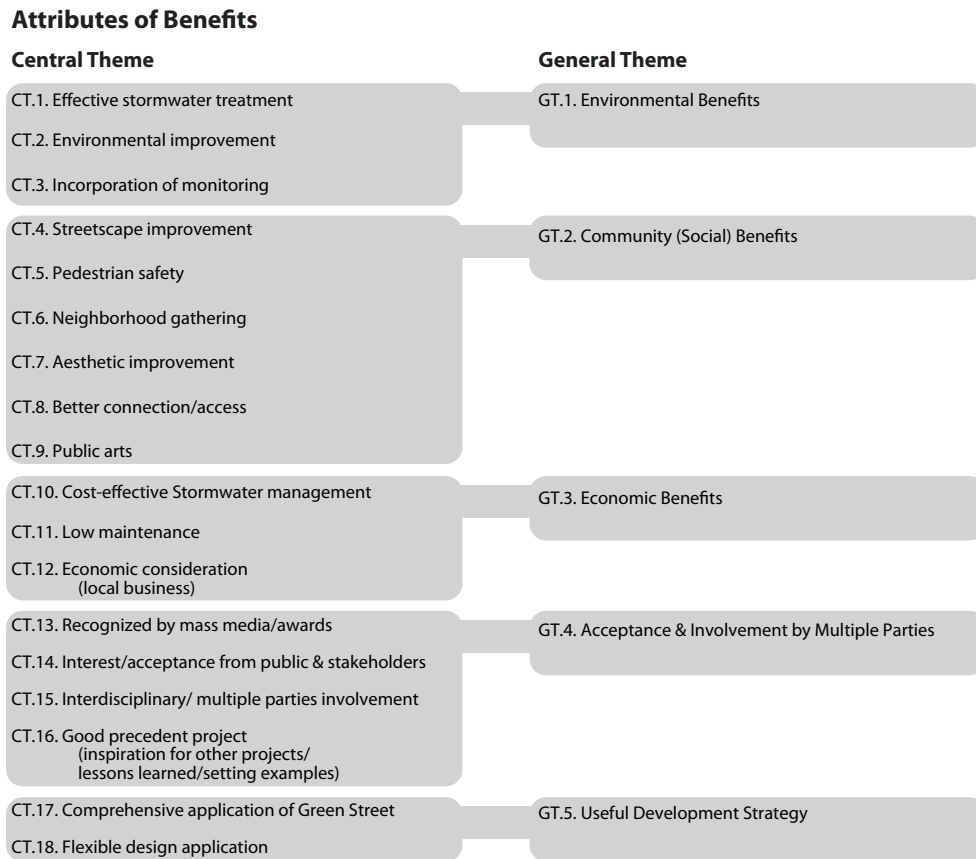 Attributes of Benefits
Central Theme
General Theme
CT.1. Effective stormwater treatment
GT.1. Environmental Benefits
CT.2. Environmental improvement
CT.3. Incorporation of monitoring
CT.4. Streetscape improvement
GT.2. Community (Social) Benefits
CT.5. Pedestrian safety
CT.6. Neighborhood gathering
CT.7. Aesthetic improvement
CT.8. Better connection/access
CT.9. Public arts
CT.10. Cost-effective Stormwater management
GT.3. Economic Benefits
CT.11. Low maintenance
CT.12. Economic consideration
(local business)
CT.13. Recognized by mass media/awards
GT.4. Acceptance & Involvement by Multiple Parties
CT.14. Interest/acceptance from public & stakeholders
CT.15. Interdisciplinary/ multiple parties involvement
CT.16. Good precedent project
(inspiration for other projects/
lessons learned/setting examples)
CT.17. Comprehensive application of Green Street
GT.5. Useful Development Strategy
CT.18. Flexible design application